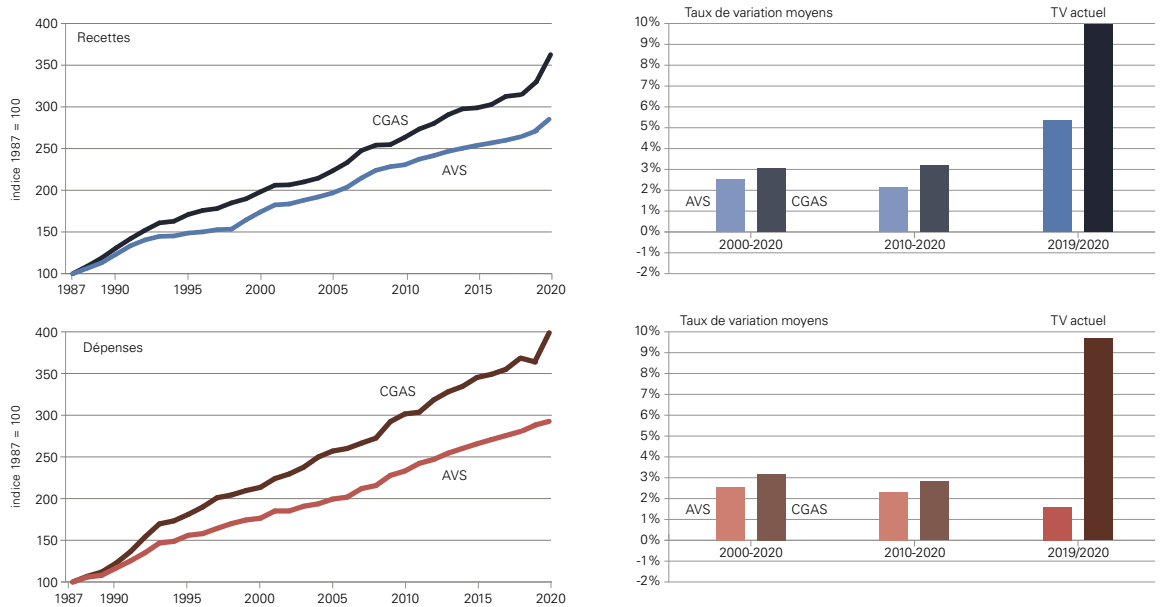 Recettes
400
350
300
250
200
150
100
indice 1987 = 100
CGAS
AVS
1987 1990 1995 2000 2005 2010 2015 2020
Taux de variation moyens TV actuel
10%
9%
8%
7%
6%
5%
4%
3%
2%
1%
0%
-1%
-2%
AVS CGAS
2000-2020 2010-2020 2019/2020
Dépenses
400
350
300
250
200
150
100
indice 1987 = 100
CGAS
AVS
1987 1990 1995 2000 2005 2010 2015 2020
Taux de variation moyens TV actuel
10%
9%
8%
7%
6%
5%
4%
3%
2%
1%
0%
-1%
-2%
AVS CGAS
2000-2020 2010-2020 2019/2020